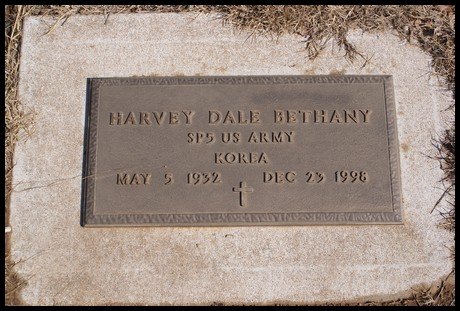 HARVEY DALE BETHANY
SP5 US ARMY
KOREA
MAY 5 1932 DEC 23 1998